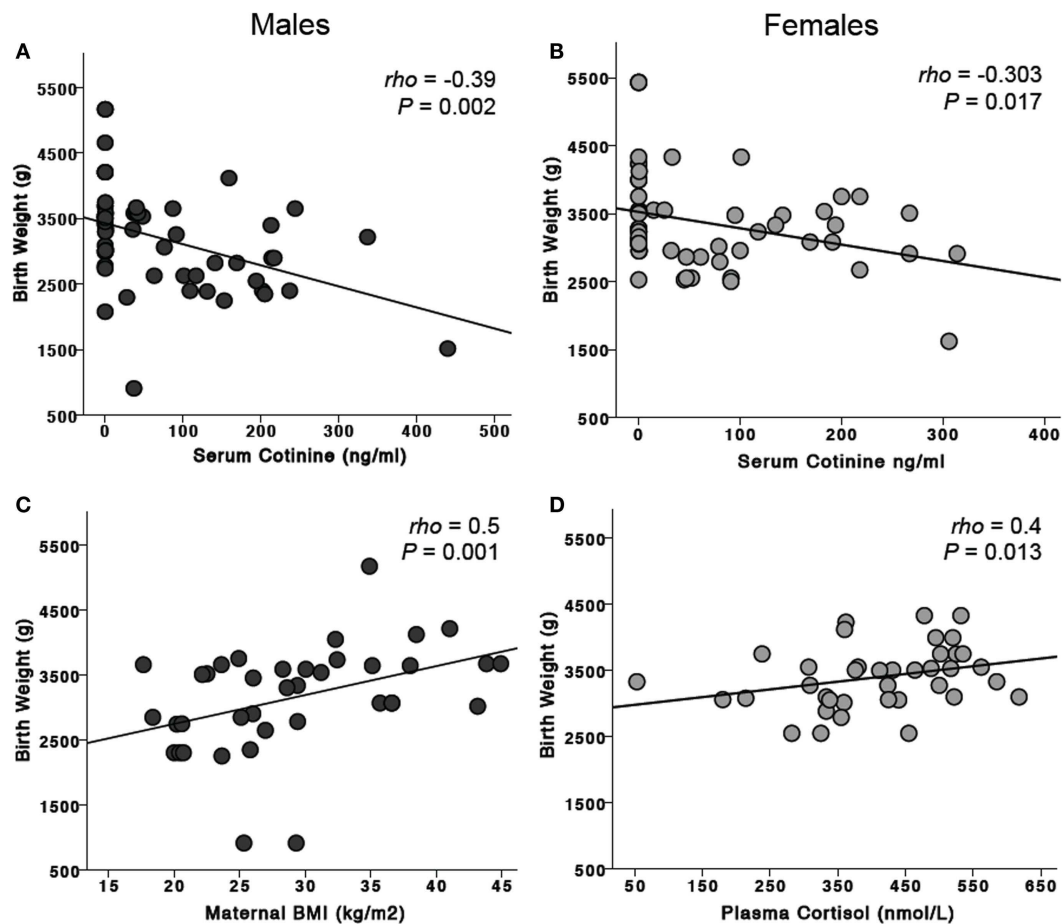 Males
Females
A
rho = -0.39
P = 0.002
5500
4500
3500
2500
1500
500
Birth Weight (g)
0 100 200 300 400 500
Serum Cotinine (ng/ml)
B
rho = -0.303
P = 0.017
5500
4500
3500
2500
1500
500
Birth Weight (g)
0 100 200 300 400
Serum Cotinine ng/ml
C
rho = 0.5
P = 0.001
5500
4500
3500
2500
1500
500
Birth Weight (g)
15 20 25 30 35 40 45
Maternal BMI (kg/m2)
D
rho = 0.4
P = 0.013
5500
4500
3500
2500
1500
500
Birth Weight (g)
50 150 250 350 450 550 650
Plasma Cortisol (nmol/L)